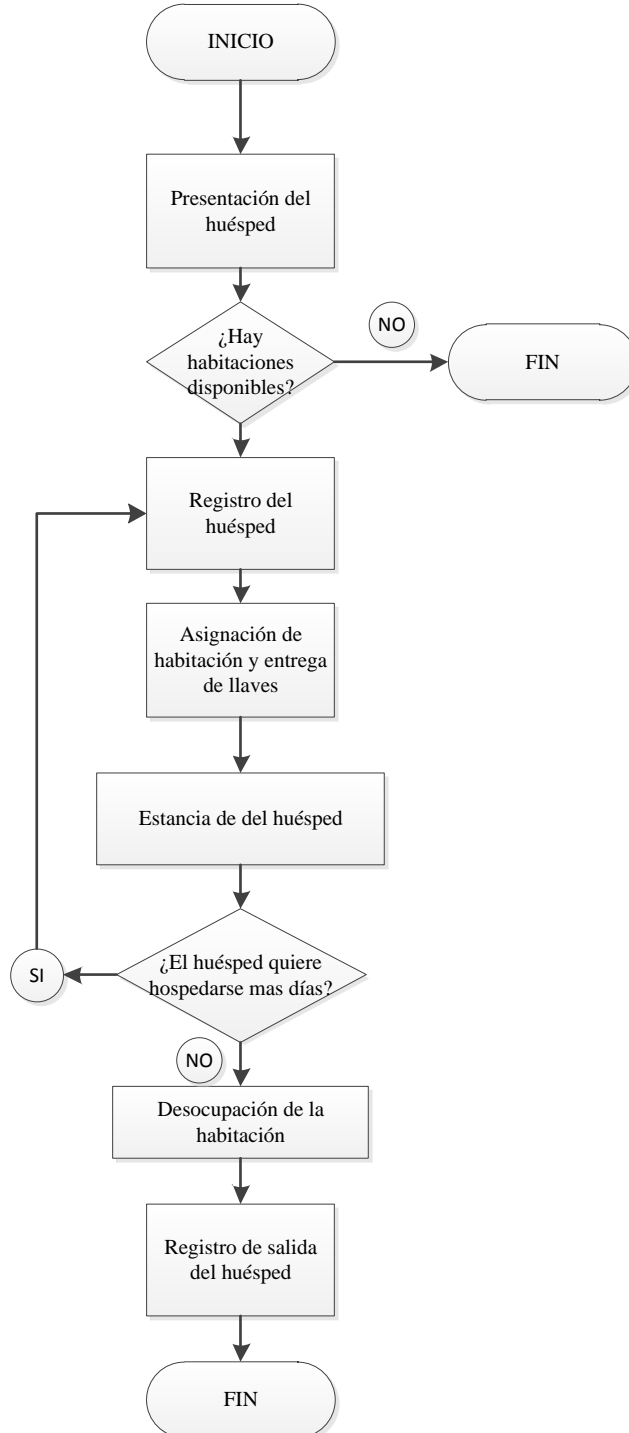 INICIO
Presentación del
huésped
¿Hay
habitaciones
disponibles?
NO
FIN
Registro del
huésped
Asignación de
habitación y entrega
de llaves
Estancia de del huésped
¿El huésped quiere
hospedarse mas días?
SI
NO
Desocupación de la
habitación
Registro de salida
del huésped
FIN